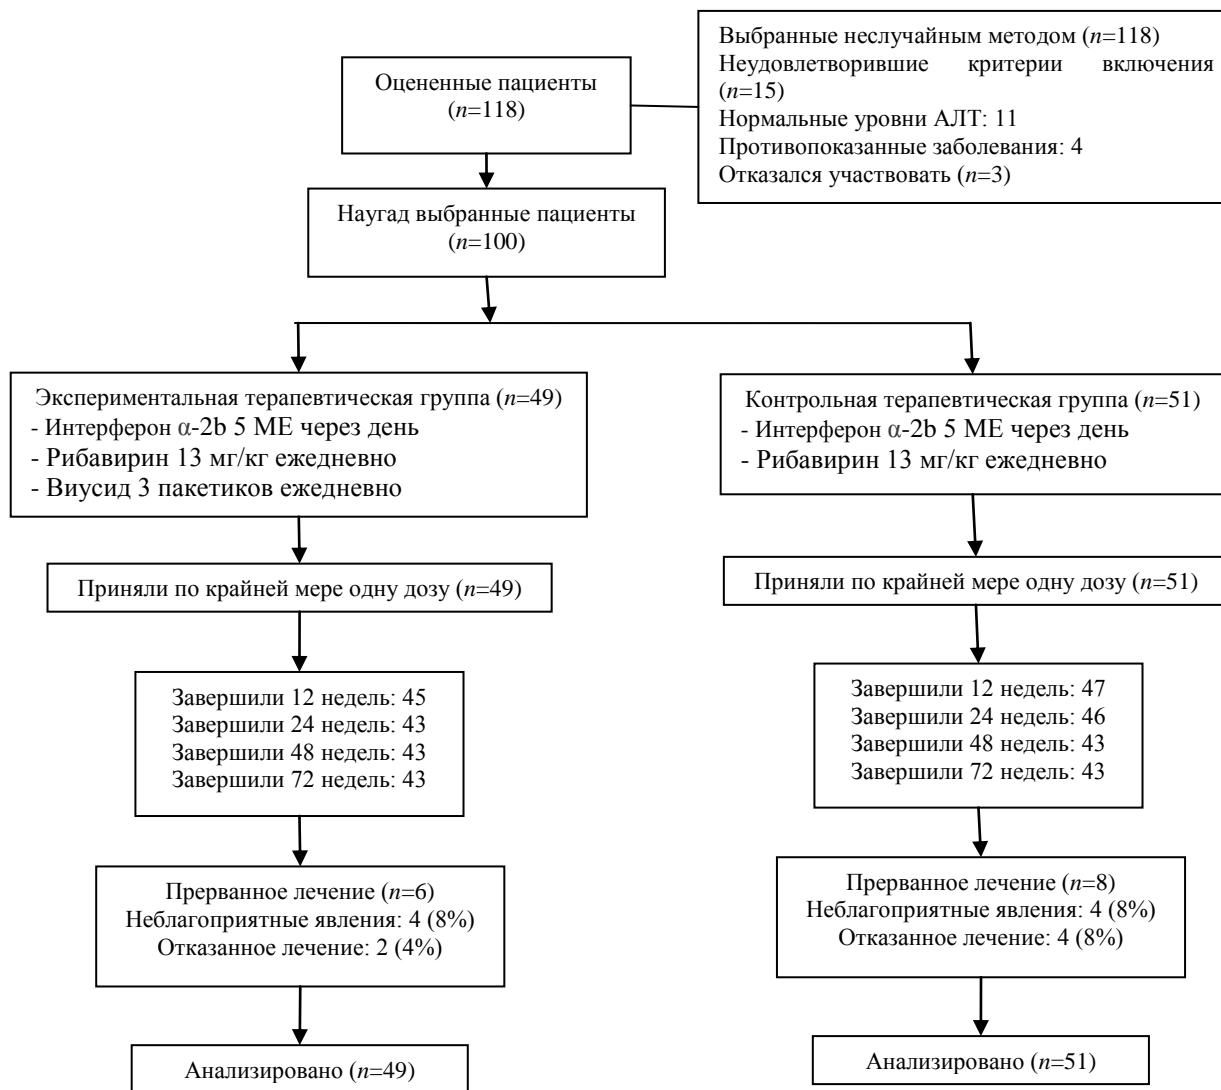 Оцененные пациенты
(n=118)
Выбранные неслучайным методом (n=118)
Неудовлетворившие критерии включения
(n=15)
Нормальные уровни АЛТ: 11
Противопоказанные заболевания: 4
Отказался участвовать (n=3)
Наугад выбранные пациенты
(n=100)
Экспериментальная терапевтическая группа (n=49)
- Интерферон α-2b 5 МЕ через день
- Рибавирин 13 мг/кг ежедневно
- Виусид 3 пакетиков ежедневно
Контрольная терапевтическая группа (n=51)
- Интерферон α-2b 5 МЕ через день
- Рибавирин 13 мг/кг ежедневно
Приняли по крайней мере одну дозу (n=49)
Приняли по крайней мере одну дозу (n=51)
Завершили 12 недель: 45
Завершили 24 недель: 43
Завершили 48 недель: 43
Завершили 72 недель: 43
Завершили 12 недель: 47
Завершили 24 недель: 46
Завершили 48 недель: 43
Завершили 72 недель: 43
Прерванное лечение (n=6)
Неблагоприятные явления: 4 (8%)
Отказанное лечение: 2 (4%)
Прерванное лечение (n=8)
Неблагоприятные явления: 4 (8%)
Отказанное лечение: 4 (8%)
Анализировано (n=49)
Анализировано (n=51)